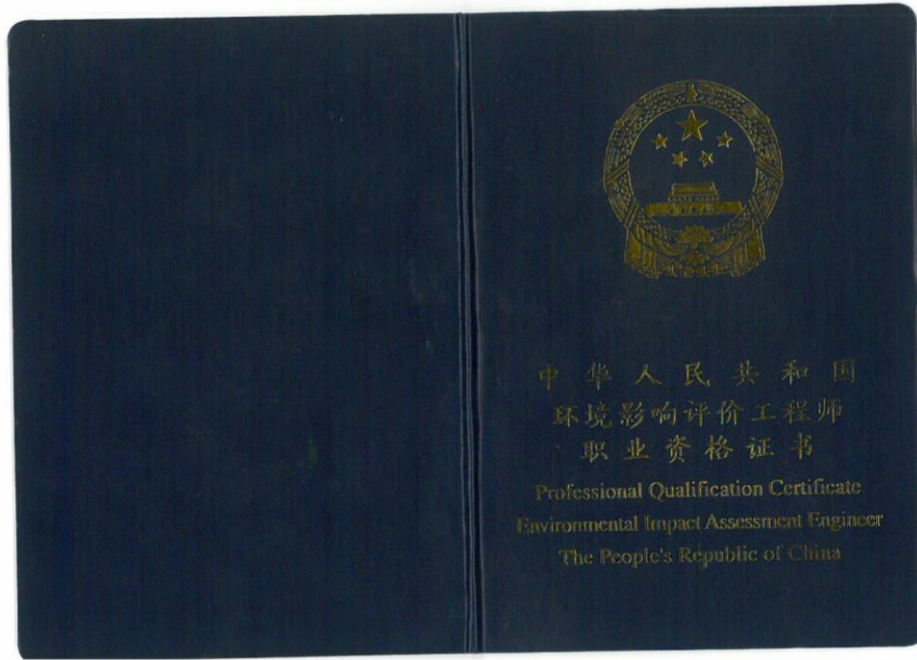 中华人民共和国
环境影响评价工程师
职业资格证书
Professional Qualification Certificate
Environmental Impact Assessment Engineer
The People's Republic of China